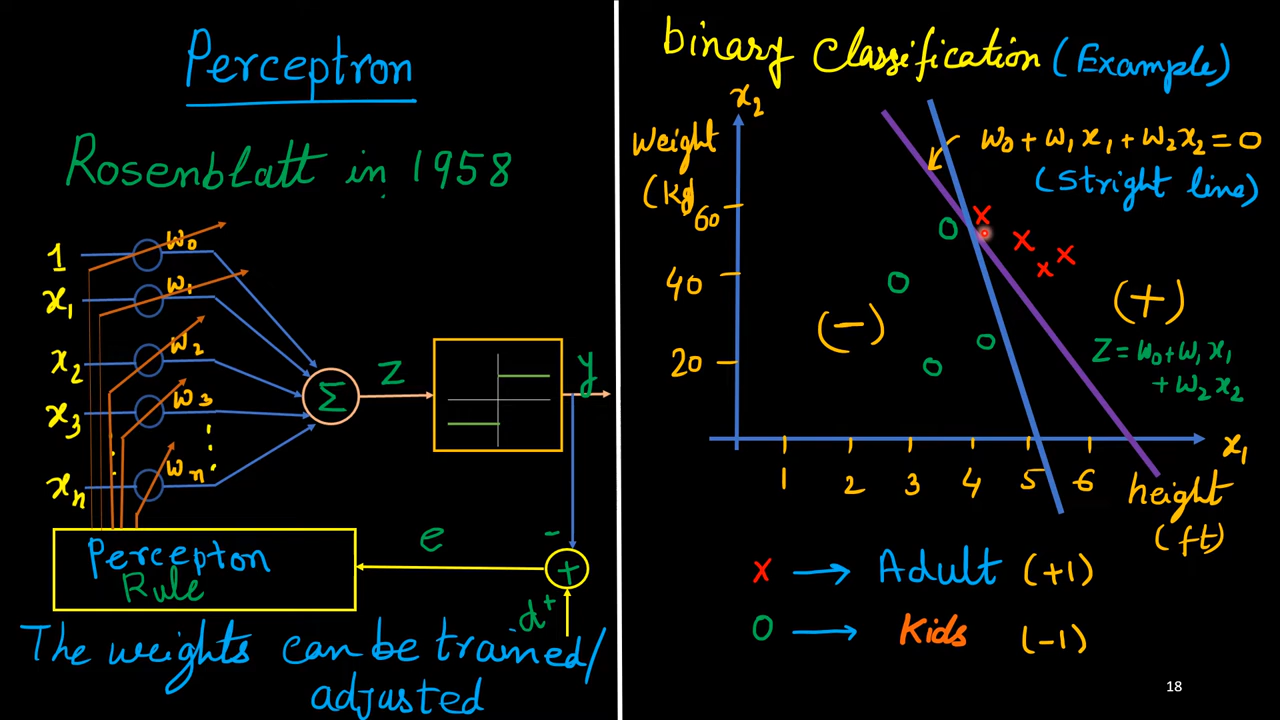 Perceptron
Rosenblatt in 1958
1
w0
x1
w1
x2
w2
x3
w3
xn
wn
Σ
z
y
e
-
+
d+
Percepton
Rule
The weights can be trained/
adjusted
binary Classification (Example)
x2
Weight
(Kg)
w0 + w1x1 + w2x2 = 0
(Stright line)
60
40
20
(-)
(+)
Z = w0 + w1x1
+ w2x2
1 2 3 4 5 6
x1
height
(ft)
x → Adult (+1)
o → Kids (-1)
18